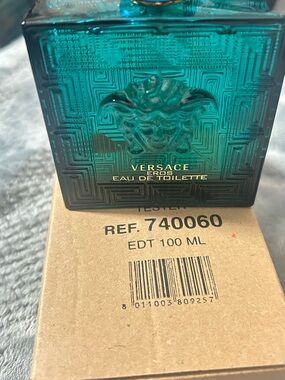 VERSACE
EROS
EAU DE TOILETTE
TESTER
REF. 740060
EDT 100 ML
8 011003 809257